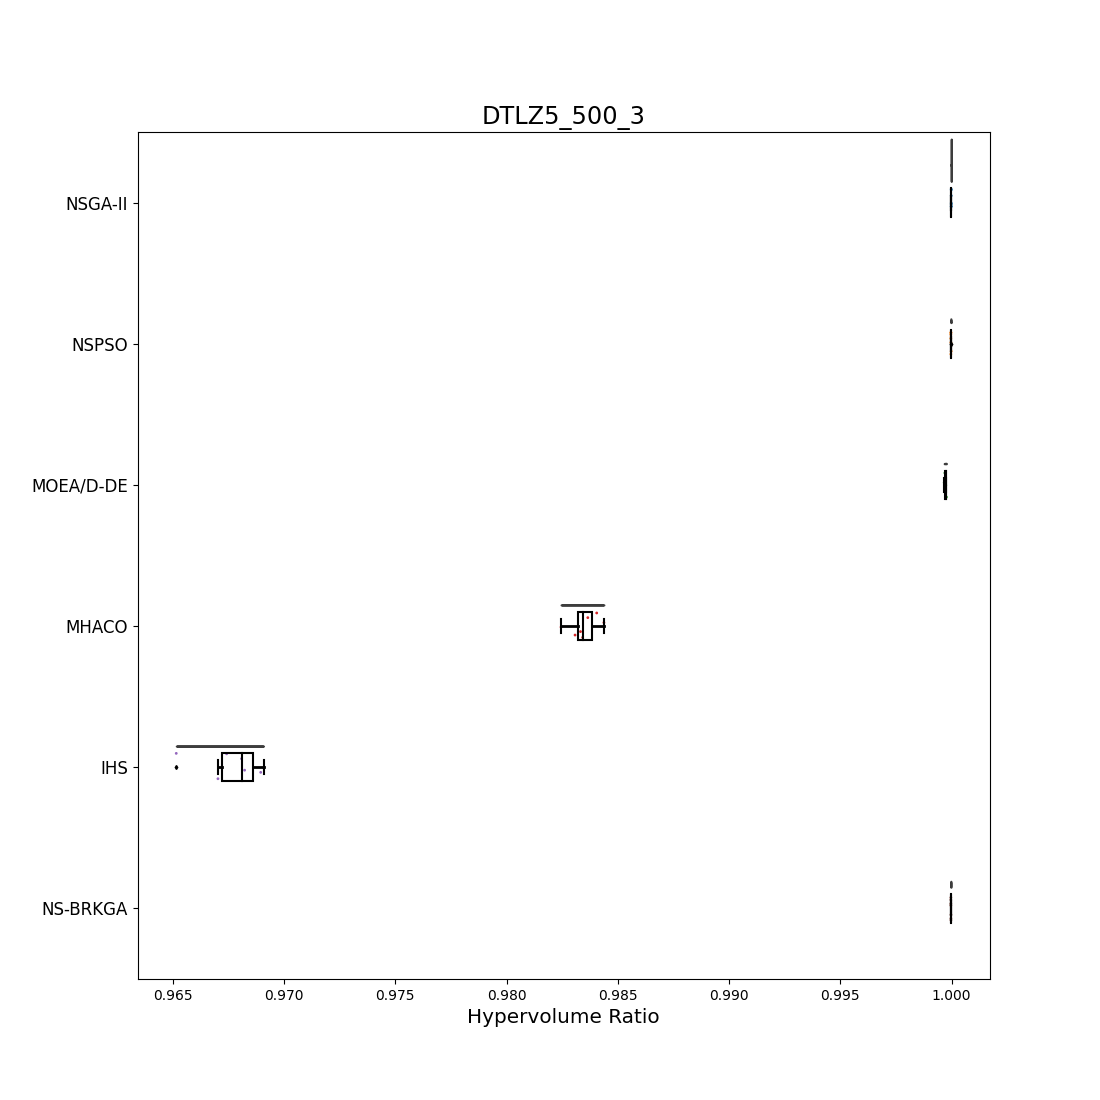 DTLZ5_500_3
NSGA-II
NSPSO
MOEA/D-DE
MHACO
IHS
NS-BRKGA
0.965 0.970 0.975 0.980 0.985 0.990 0.995 1.000
Hypervolume Ratio